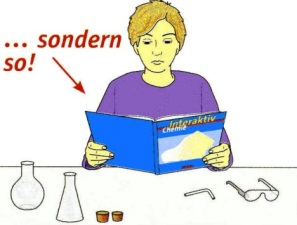 ... sondern
so!
interaktiv
Chemie